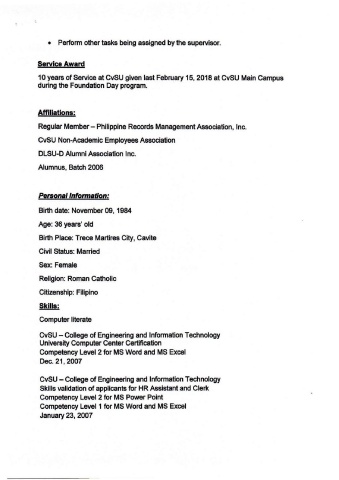 • Perform other tasks being assigned by the supervisor.
Service Award
10 years of Service at CvSU given last February 15, 2018 at CvSU Main Campus
during the Foundation Day program.
Affiliations:
Regular Member – Philippine Records Management Association, Inc.
CvSU Non-Academic Employees Association
DLSU-D Alumni Association Inc.
Alumnus, Batch 2006
Personal Information:
Birth date: November 09, 1984
Age: 36 years' old
Birth Place: Trece Martires City, Cavite
Civil Status: Married
Sex: Female
Religion: Roman Catholic
Citizenship: Filipino
Skills:
Computer literate
CvSU – College of Engineering and Information Technology
University Computer Center Certification
Competency Level 2 for MS Word and MS Excel
Dec. 21, 2007
CvSU – College of Engineering and Information Technology
Skills validation of applicants for HR Assistant and Clerk
Competency Level 2 for MS Power Point
Competency Level 1 for MS Word and MS Excel
January 23, 2007